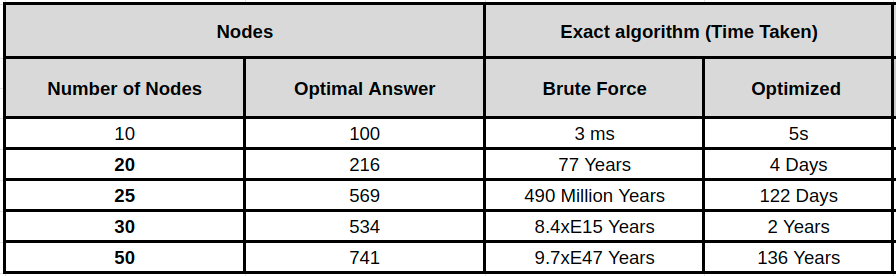 Nodes Exact algorithm (Time Taken)
Number of Nodes Optimal Answer Brute Force Optimized
10 100 3 ms 5s
20 216 77 Years 4 Days
25 569 490 Million Years 122 Days
30 534 8.4xE15 Years 2 Years
50 741 9.7xE47 Years 136 Years